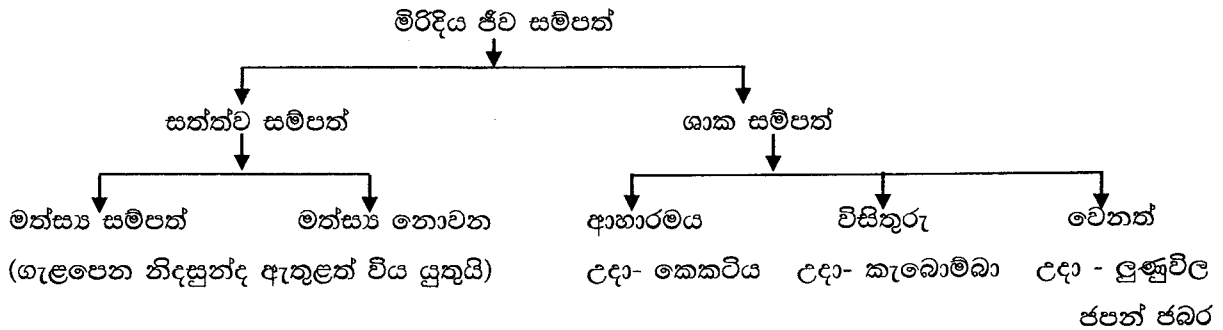 මිරිදිය ජීව සම්පත්
සත්ත්ව සම්පත් ශාක සම්පත්
මත්ස්‍ය සම්පත් මත්ස්‍ය නොවන ආහාරමය විසිතුරු වෙනත්
(ගැළපෙන නිදසුන්ද ඇතුළත් විය යුතුයි) උදා- කෙකටිය උදා- කැබොම්බා උදා - ලුණුවිල
ජපන් ජබර